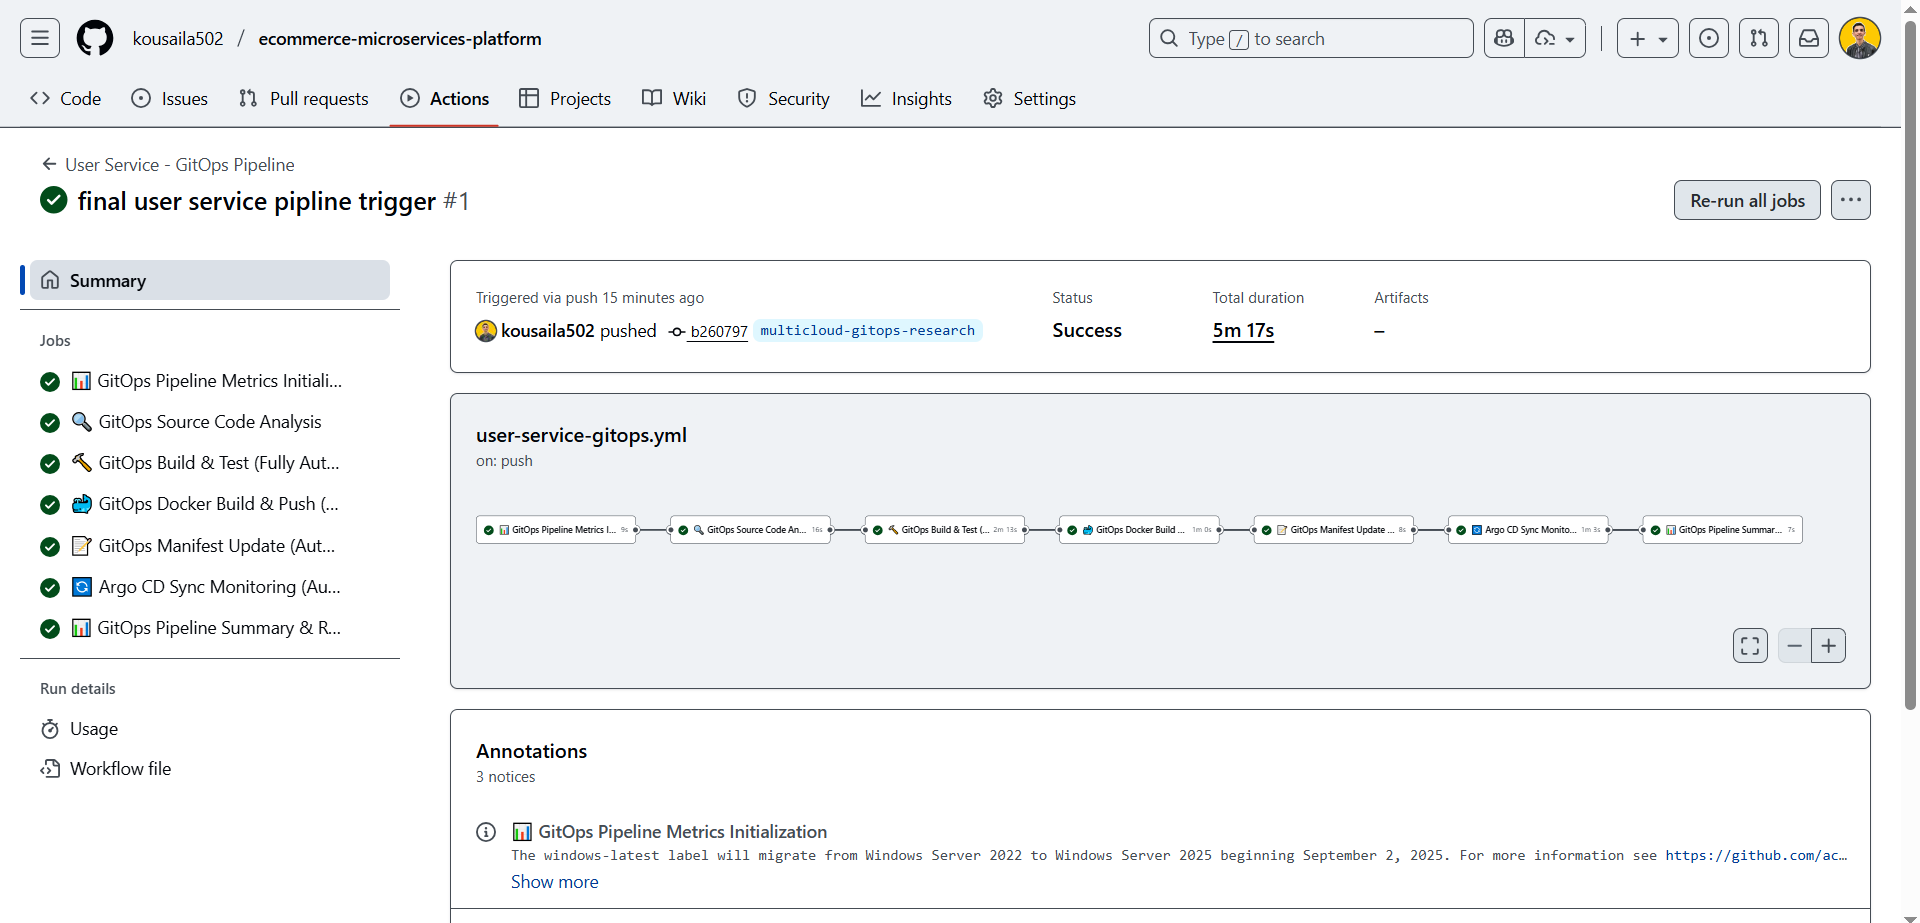 kousaila502 / ecommerce-microservices-platform
Type / to search
Code
Issues
Pull requests
Actions
Projects
Wiki
Security
Insights
Settings
User Service - GitOps Pipeline
final user service pipline trigger #1
Re-run all jobs
Summary
Jobs
GitOps Pipeline Metrics Initiali...
GitOps Source Code Analysis
GitOps Build & Test (Fully Aut...
GitOps Docker Build & Push (...
GitOps Manifest Update (Aut...
Argo CD Sync Monitoring (Au...
GitOps Pipeline Summary & R...
Run details
Usage
Workflow file
Triggered via push 15 minutes ago
kousaila502 pushed b260797 multicloud-gitops-research
Status
Success
Total duration
5m 17s
Artifacts
–
user-service-gitops.yml
on: push
GitOps Pipeline Metrics I... 9s
GitOps Source Code An... 16s
GitOps Build & Test (... 2m 13s
GitOps Docker Build ... 1m 0s
GitOps Manifest Update ... 8s
Argo CD Sync Monito... 1m 3s
GitOps Pipeline Summar... 7s
Annotations
3 notices
GitOps Pipeline Metrics Initialization
The windows-latest label will migrate from Windows Server 2022 to Windows Server 2025 beginning September 2, 2025. For more information see https://github.com/ac…
Show more